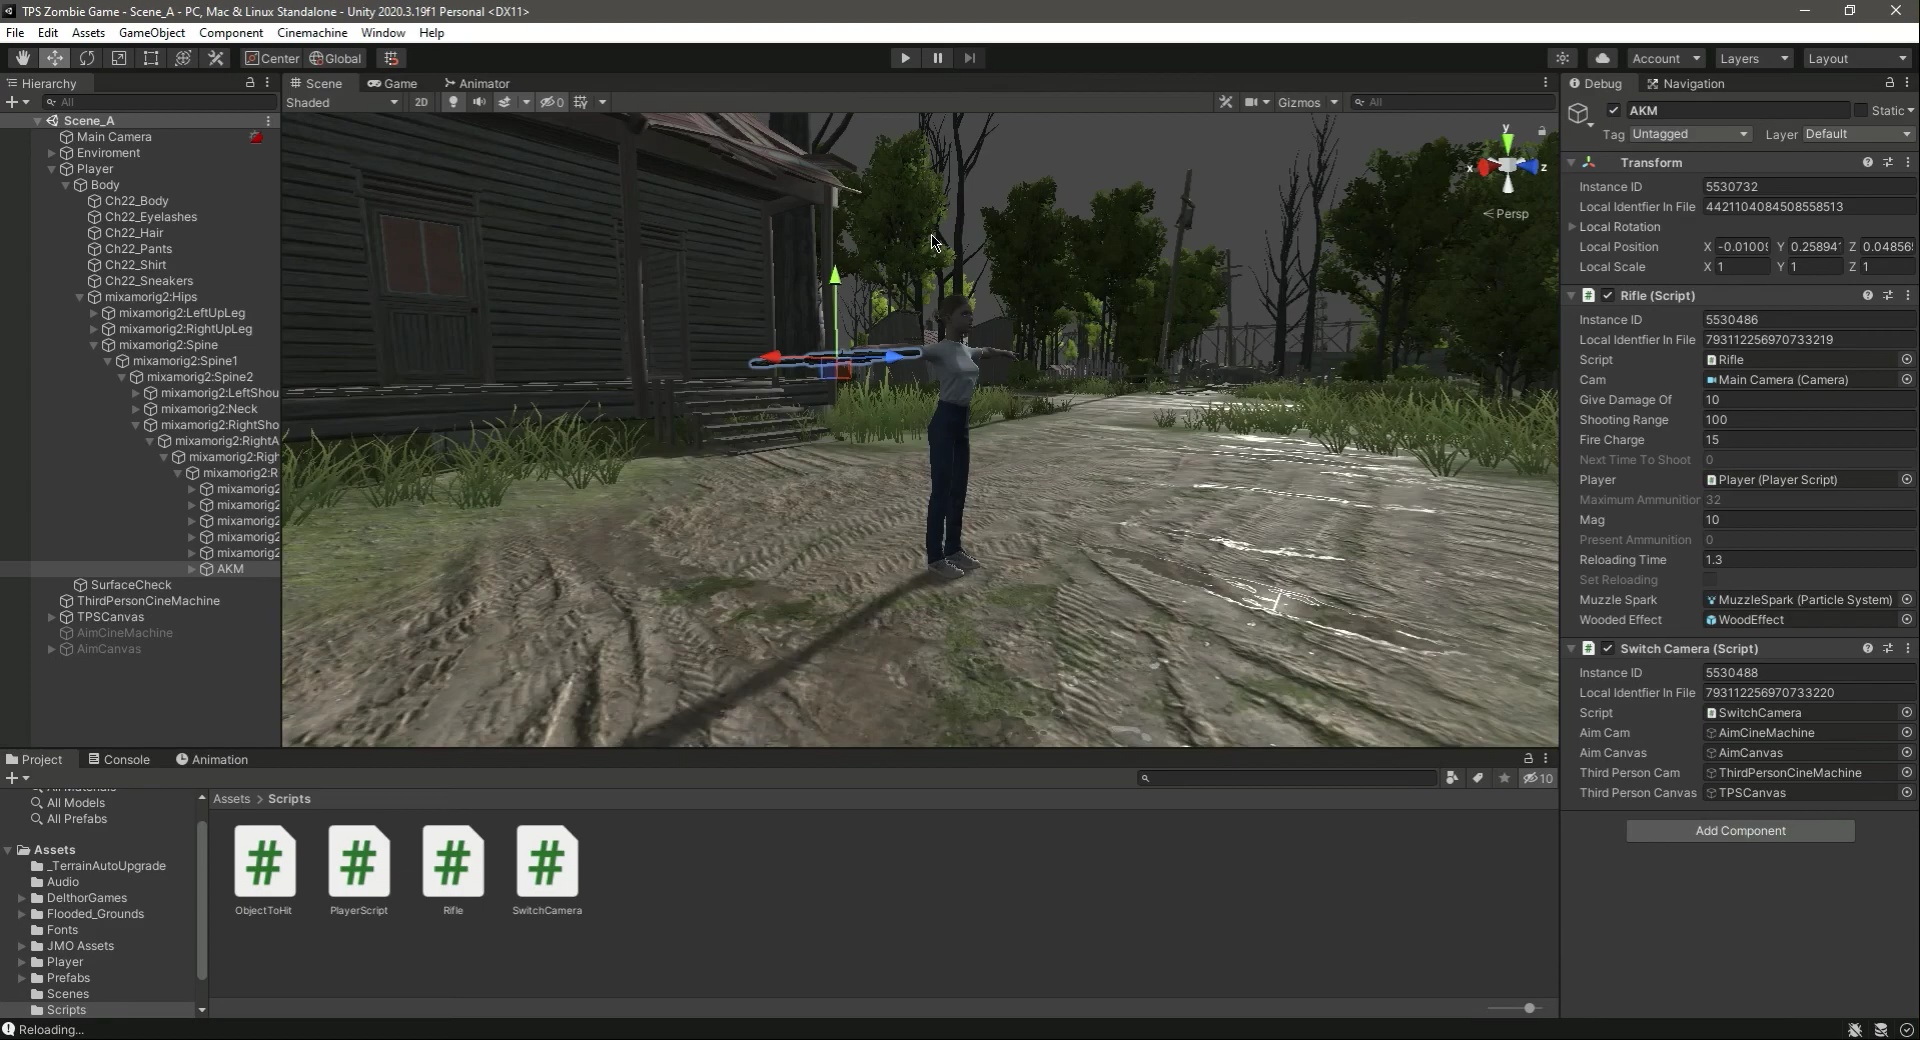 TPS Zombie Game - Scene_A - PC, Mac & Linux Standalone - Unity 2020.3.19f1 Personal <DX11>
File Edit Assets GameObject Component Cinemachine Window Help
Center Global Account Layers Layout
Hierarchy
All
Scene_A
Main Camera
Enviroment
Player
Body
Ch22_Body
Ch22_Eyelashes
Ch22_Hair
Ch22_Pants
Ch22_Shirt
Ch22_Sneakers
mixamorig2:Hips
mixamorig2:LeftUpLeg
mixamorig2:RightUpLeg
mixamorig2:Spine
mixamorig2:Spine1
mixamorig2:Spine2
mixamorig2:LeftShou
mixamorig2:Neck
mixamorig2:RightSho
mixamorig2:RightA
mixamorig2:Righ
mixamorig2:R
mixamorig2
mixamorig2
mixamorig2
mixamorig2
mixamorig2
AKM
SurfaceCheck
ThirdPersonCineMachine
TPSCanvas
AimCineMachine
AimCanvas
Scene Game Animator
Shaded 2D 0 Gizmos All
y
x z
Persp
Debug Navigation
AKM Static
Tag Untagged Layer Default
Transform
Instance ID 5530732
Local Identfier In File 4421104084508558513
Local Rotation
Local Position X -0.01009 Y 0.25894 Z 0.04856
Local Scale X 1 Y 1 Z 1
# Rifle (Script)
Instance ID 5530486
Local Identfier In File 793112256970733219
Script Rifle
Cam Main Camera (Camera)
Give Damage Of 10
Shooting Range 100
Fire Charge 15
Next Time To Shoot 0
Player Player (Player Script)
Maximum Ammunition 32
Mag 10
Present Ammunition 0
Reloading Time 1.3
Set Reloading
Muzzle Spark MuzzleSpark (Particle System)
Wooded Effect WoodEffect
# Switch Camera (Script)
Instance ID 5530488
Local Identfier In File 793112256970733220
Script SwitchCamera
Aim Cam AimCineMachine
Aim Canvas AimCanvas
Third Person Cam ThirdPersonCineMachine
Third Person Canvas TPSCanvas
Add Component
Project Console Animation
10
All Materials
All Models
All Prefabs
Assets
_TerrainAutoUpgrade
Audio
DelthorGames
Flooded_Grounds
Fonts
JMO Assets
Player
Prefabs
Scenes
Scripts
Assets > Scripts
# # # #
ObjectToHit PlayerScript Rifle SwitchCamera
Reloading...